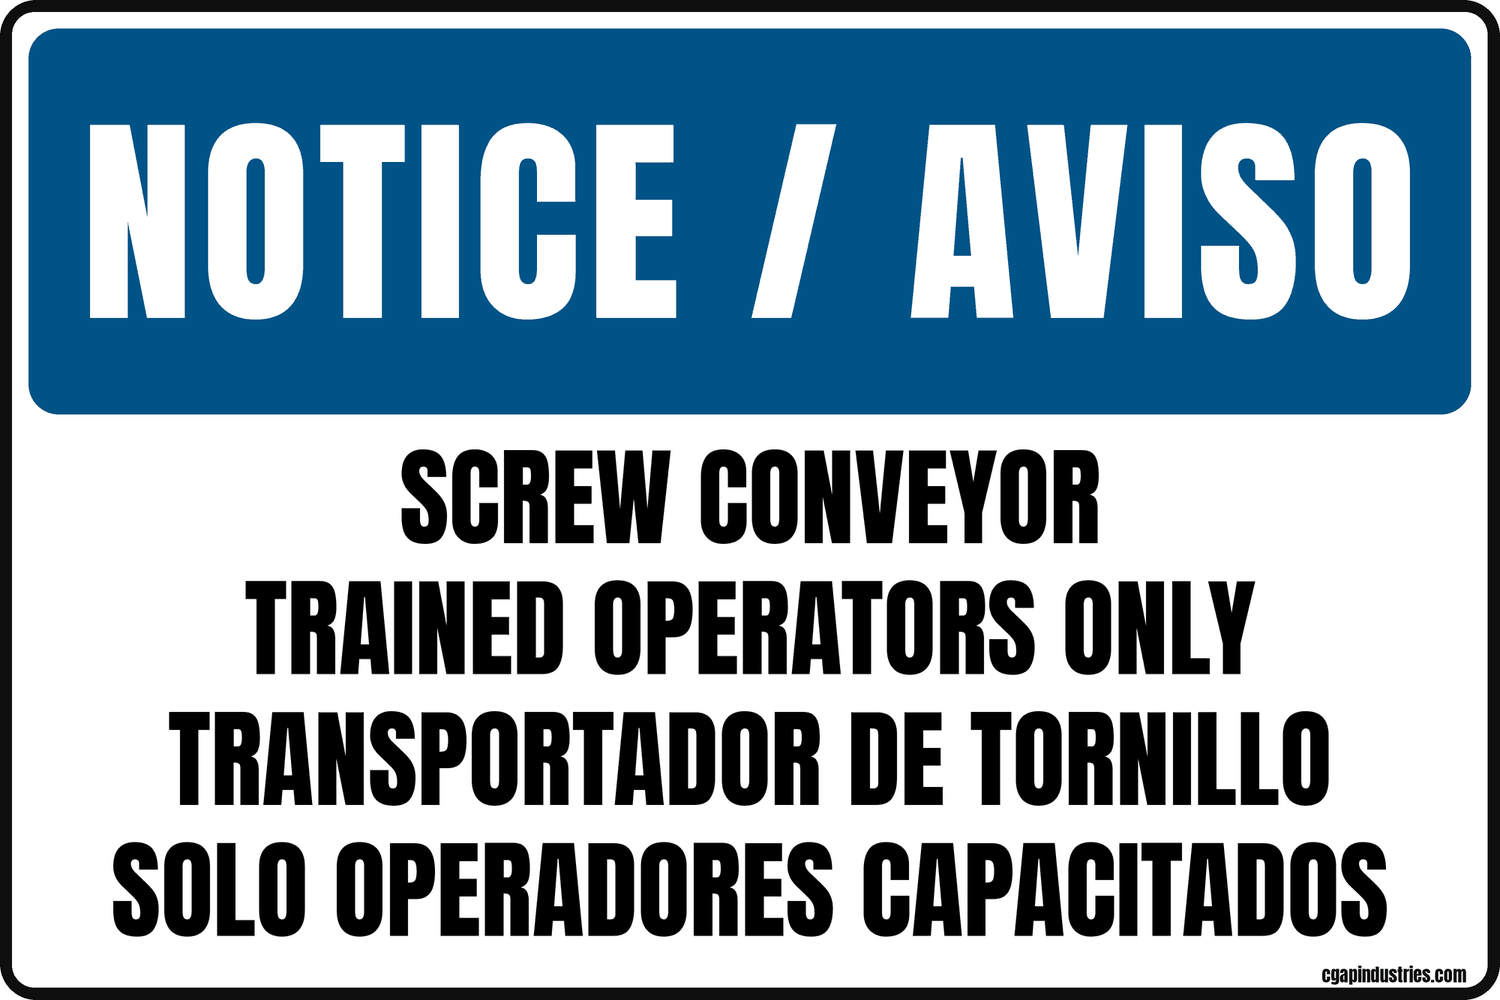 NOTICE / AVISO
SCREW CONVEYOR
TRAINED OPERATORS ONLY
TRANSPORTADOR DE TORNILLO
SOLO OPERADORES CAPACITADOS
cgapindustries.com